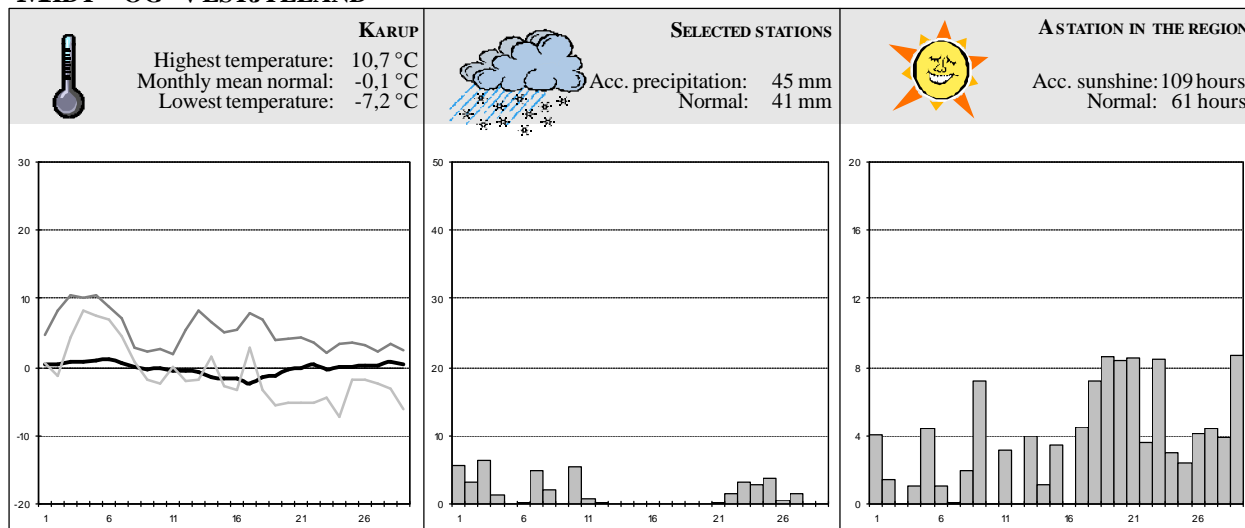 KARUP
Highest temperature: 10,7 °C
Monthly mean normal: -0,1 °C
Lowest temperature: -7,2 °C
SELECTED STATIONS
Acc. precipitation: 45 mm
Normal: 41 mm
A STATION IN THE REGION
Acc. sunshine: 109 hours
Normal: 61 hours
30
20
10
0
-10
-20
1 6 11 16 21 26
50
40
30
20
10
0
1 6 11 16 21 26
20
16
12
8
4
0
1 6 11 16 21 26